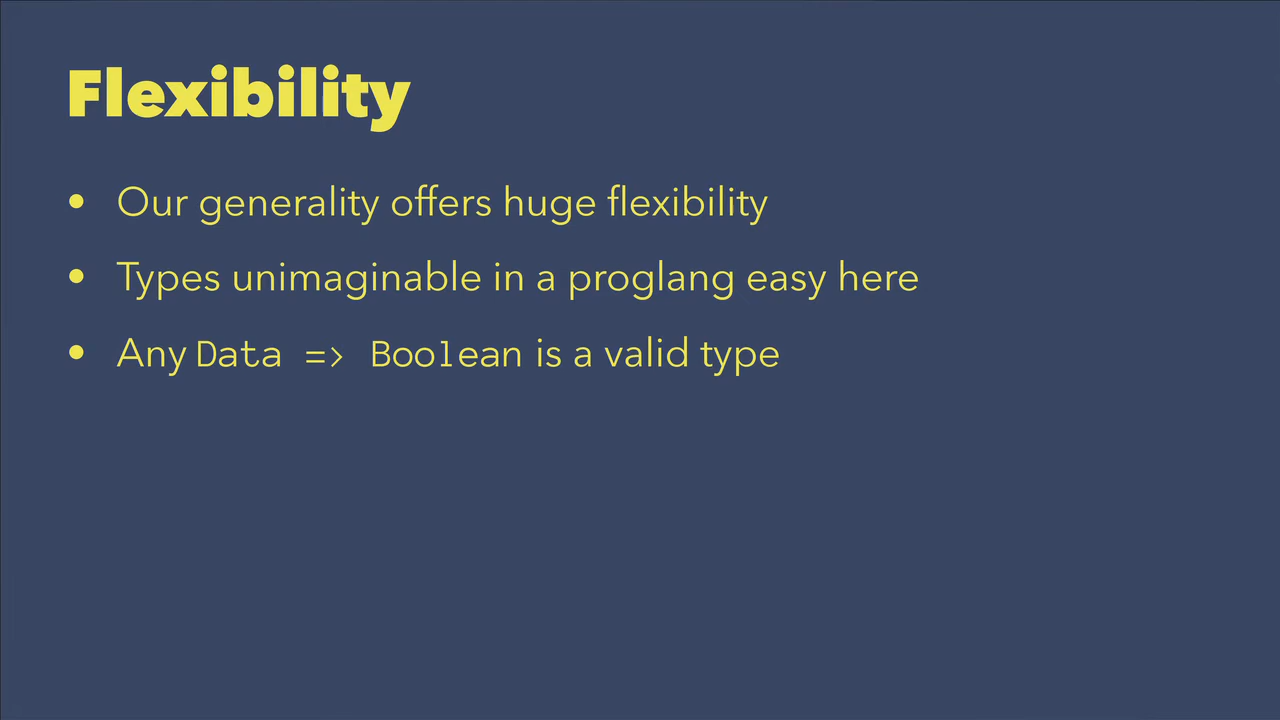 Flexibility
• Our generality offers huge flexibility
• Types unimaginable in a proglang easy here
• Any Data => Boolean is a valid type